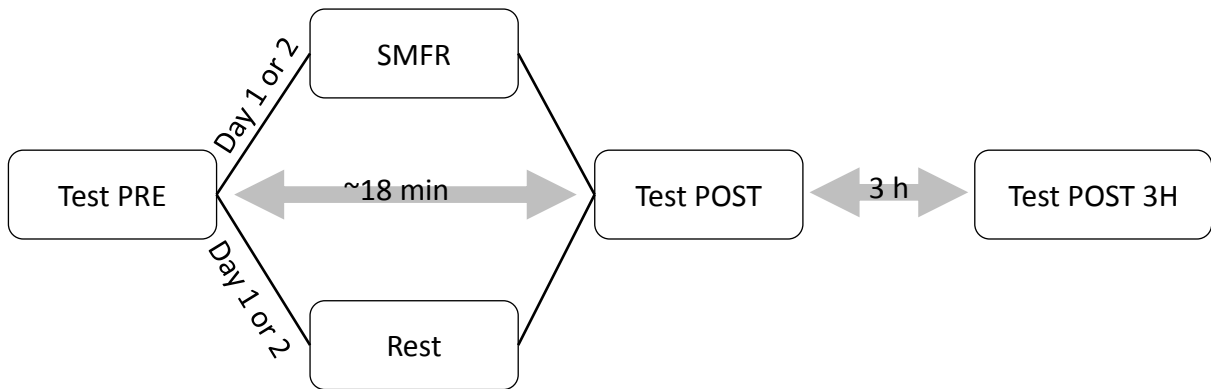 Day 1 or 2
SMFR
Test PRE
~18 min
Test POST
3 h
Test POST 3H
Day 1 or 2
Rest